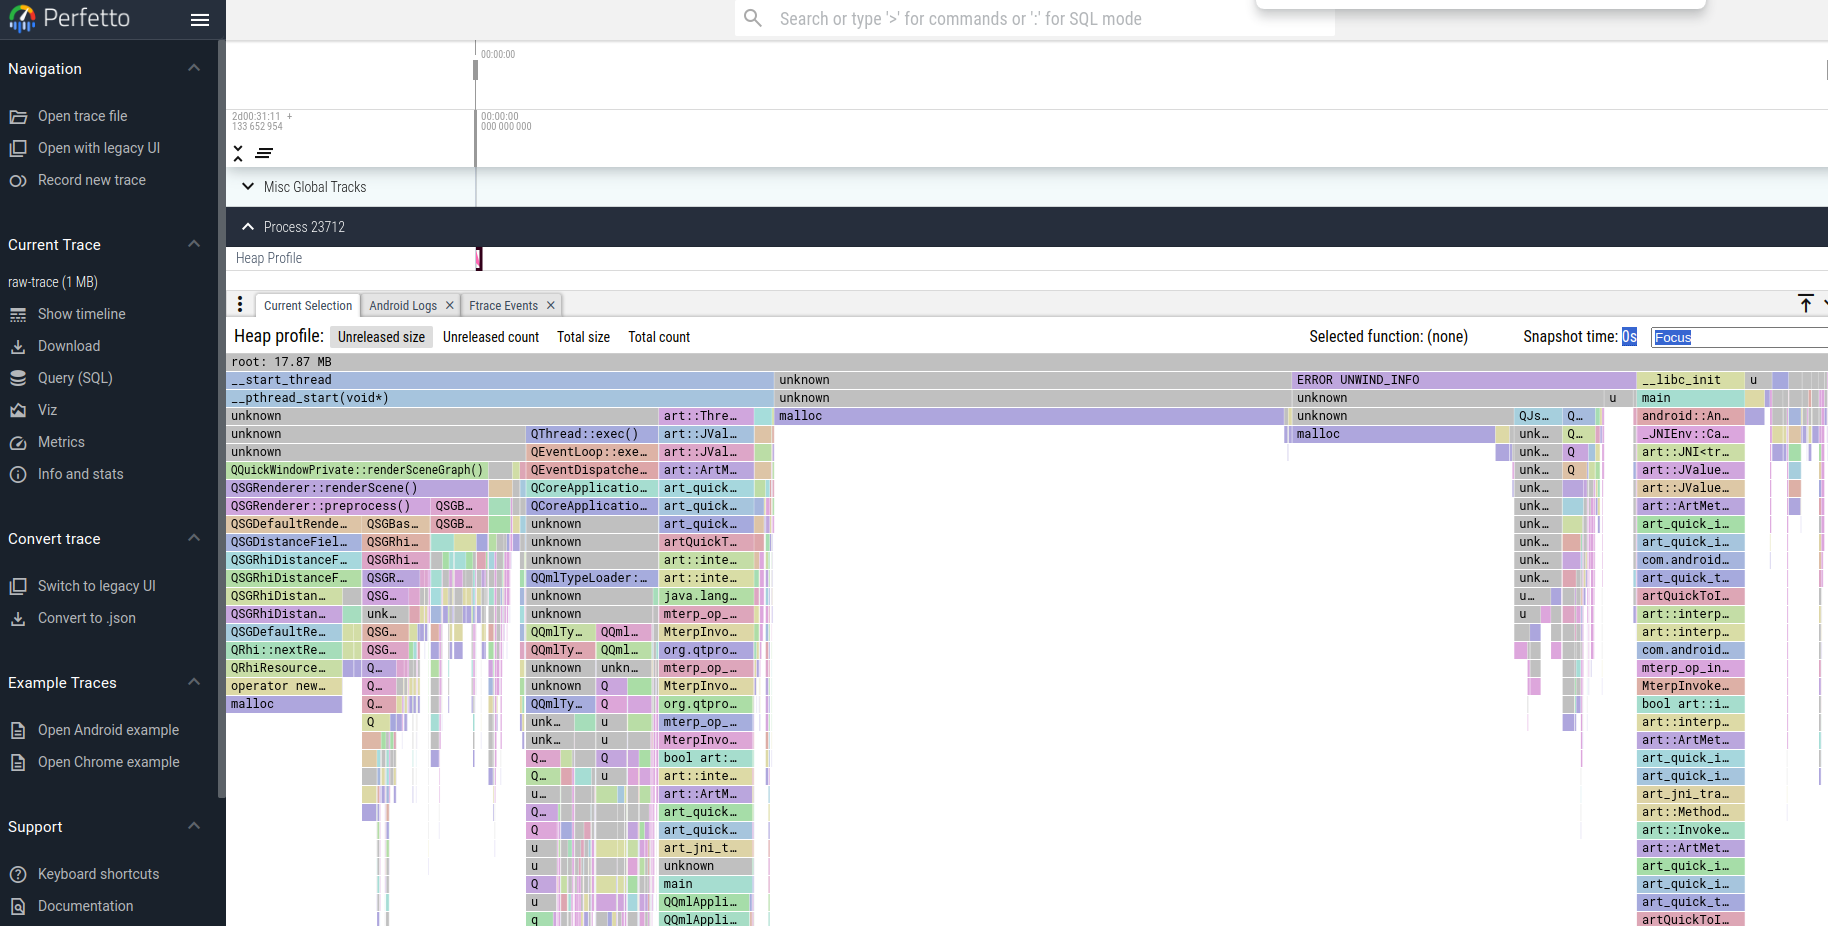 Perfetto
Search or type '>' for commands or ':' for SQL mode
Navigation
Open trace file
Open with legacy UI
Record new trace
Current Trace
raw-trace (1 MB)
Show timeline
Download
Query (SQL)
Viz
Metrics
Info and stats
Convert trace
Switch to legacy UI
Convert to .json
Example Traces
Open Android example
Open Chrome example
Support
Keyboard shortcuts
Documentation
00:00:00
2d00:31:11 + 00:00:00
133 652 954 000 000 000
Misc Global Tracks
Process 23712
Heap Profile
Current Selection Android Logs Ftrace Events
Heap profile: Unreleased size Unreleased count Total size Total count Selected function: (none) Snapshot time: 0s Focus
root: 17.87 MB
__start_thread unknown ERROR UNWIND_INFO __libc_init u
__pthread_start(void*) unknown unknown u main
unknown art::Thre… malloc unknown QJs… Q… android::An…
unknown QThread::exec() art::JVal… malloc unk… Q… _JNIEnv::Ca…
unknown QEventLoop::exe… art::JVal… unk… Q art::JNI<tr…
QQuickWindowPrivate::renderSceneGraph() QEventDispatche… art::ArtM… unk… Q art::JValue…
QSGRenderer::renderScene() QCoreApplicatio… art_quick… unk… art::JValue…
QSGRenderer::preprocess() QSGB… QCoreApplicatio… art_quick… unk… art::ArtMet…
QSGDefaultRende… QSGBas… QSGB… unknown art_quick… unk… art_quick_i…
QSGDistanceFiel… QSGRhi… unknown artQuickT… unk… art_quick_i…
QSGRhiDistanceF… QSGRhi… unknown art::inte… unk… com.android…
QSGRhiDistanceF… QSGR… QQmlTypeLoader:… art::inte… unk… art_quick_t…
QSGRhiDistan… QSG… unknown java.lang… u… artQuickToI…
QSGRhiDistan… unk… unknown mterp_op_… u art::interp…
QSGDefaultRe… QSG… QQmlTy… QQml… MterpInvo… art::interp…
QRhi::nextRe… QSG… QQmlTy… QQml… org.qtpro… com.android…
QRhiResource… Q… unknown unkn… mterp_op_… mterp_op_in…
operator new… Q… unknown Q MterpInvo… MterpInvoke…
malloc Q… QQmlTy… Q org.qtpro… bool art::i…
Q unk… u mterp_op_… art::interp…
unk… u MterpInvo… art::ArtMet…
Q… Q bool art:… art_quick_i…
Q… u art::inte… art_quick_i…
u… art::ArtM… art_jni_tra…
Q… art_quick… art::Method…
Q art_quick… art::Invoke…
u art_jni_t… art::ArtMet…
u unknown art_quick_i…
Q main art_quick_i…
u QQmlAppli… art_quick_t…
q QQmlAppli… artQuickToI…